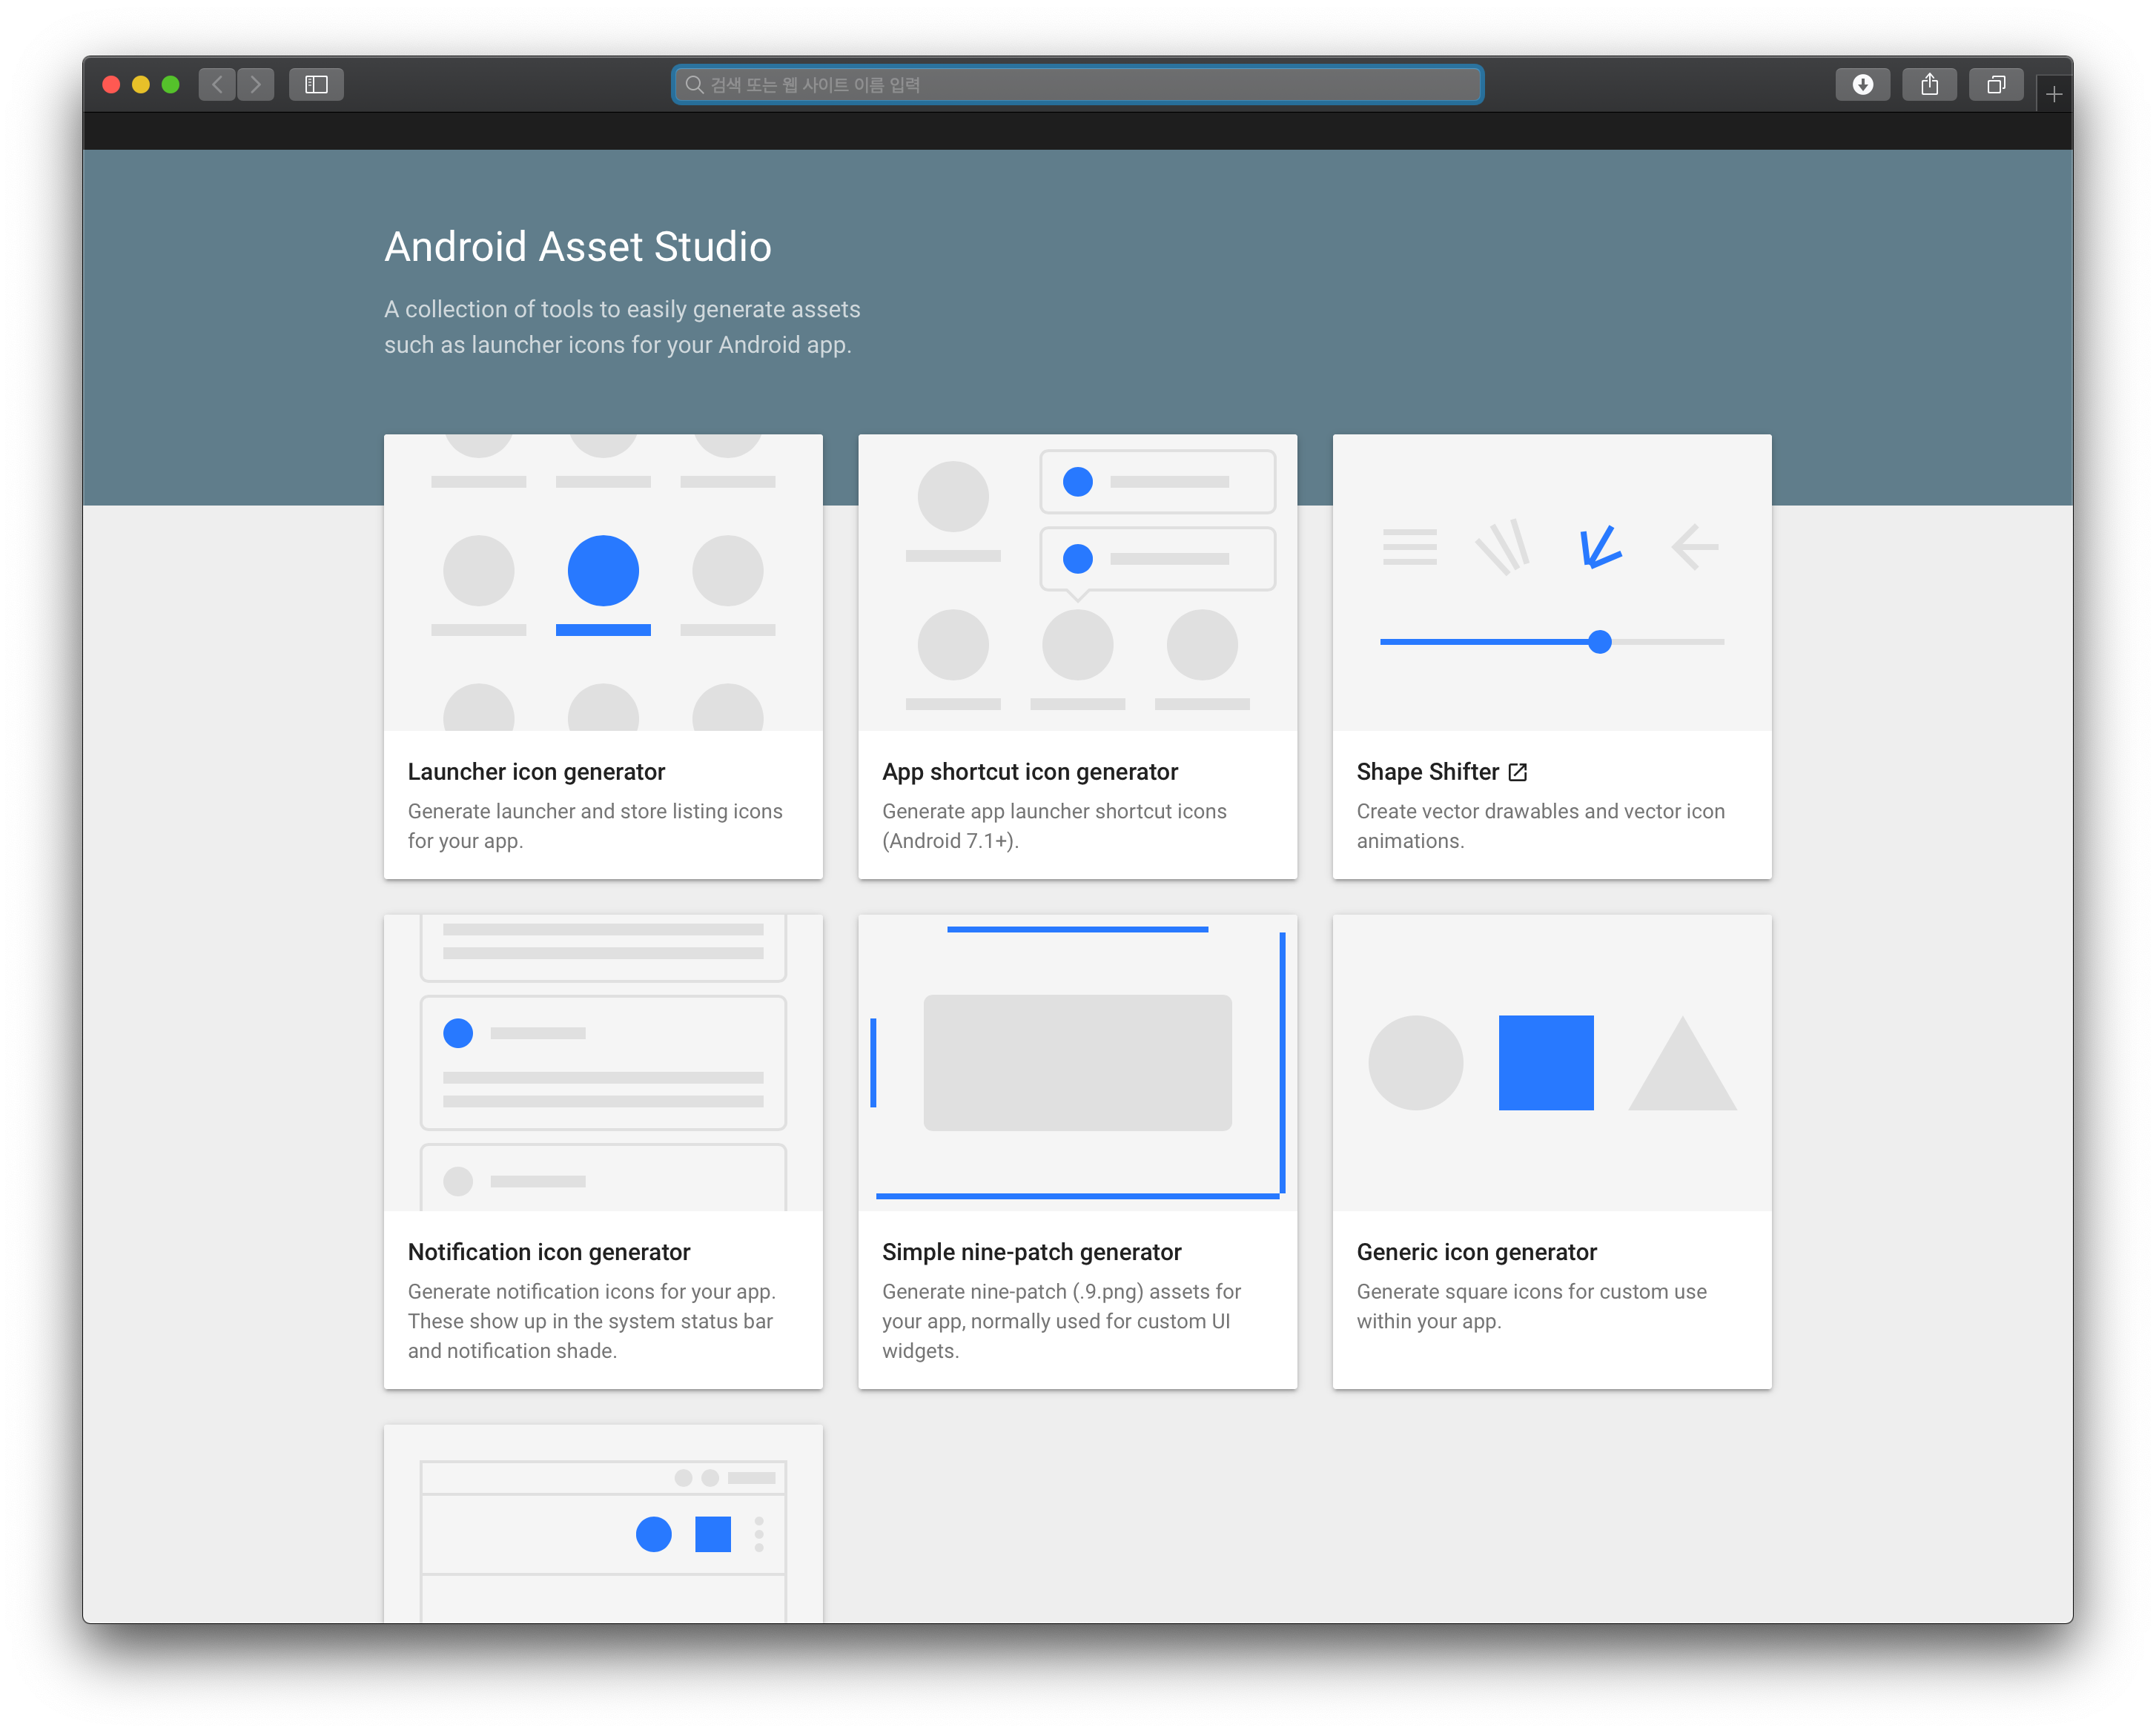 검색 또는 웹 사이트 이름 입력
Android Asset Studio
A collection of tools to easily generate assets
such as launcher icons for your Android app.
Launcher icon generator
Generate launcher and store listing icons
for your app.
App shortcut icon generator
Generate app launcher shortcut icons
(Android 7.1+).
Shape Shifter
Create vector drawables and vector icon
animations.
Notification icon generator
Generate notification icons for your app.
These show up in the system status bar
and notification shade.
Simple nine-patch generator
Generate nine-patch (.9.png) assets for
your app, normally used for custom UI
widgets.
Generic icon generator
Generate square icons for custom use
within your app.